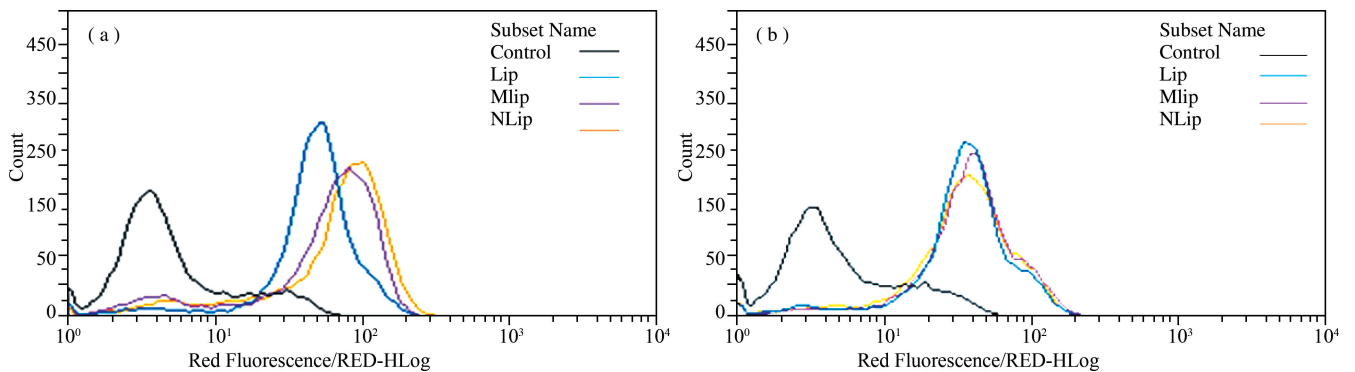 ( a )
Subset Name
Control
Lip
Mlip
NLip
450
350
250
150
50
0
Count
10⁰
10¹
10²
10³
10⁴
Red Fluorescence/RED-HLog
( b )
Subset Name
Control
Lip
Mlip
NLip
450
350
250
150
50
0
Count
10⁰
10¹
10²
10³
10⁴
Red Fluorescence/RED-HLog